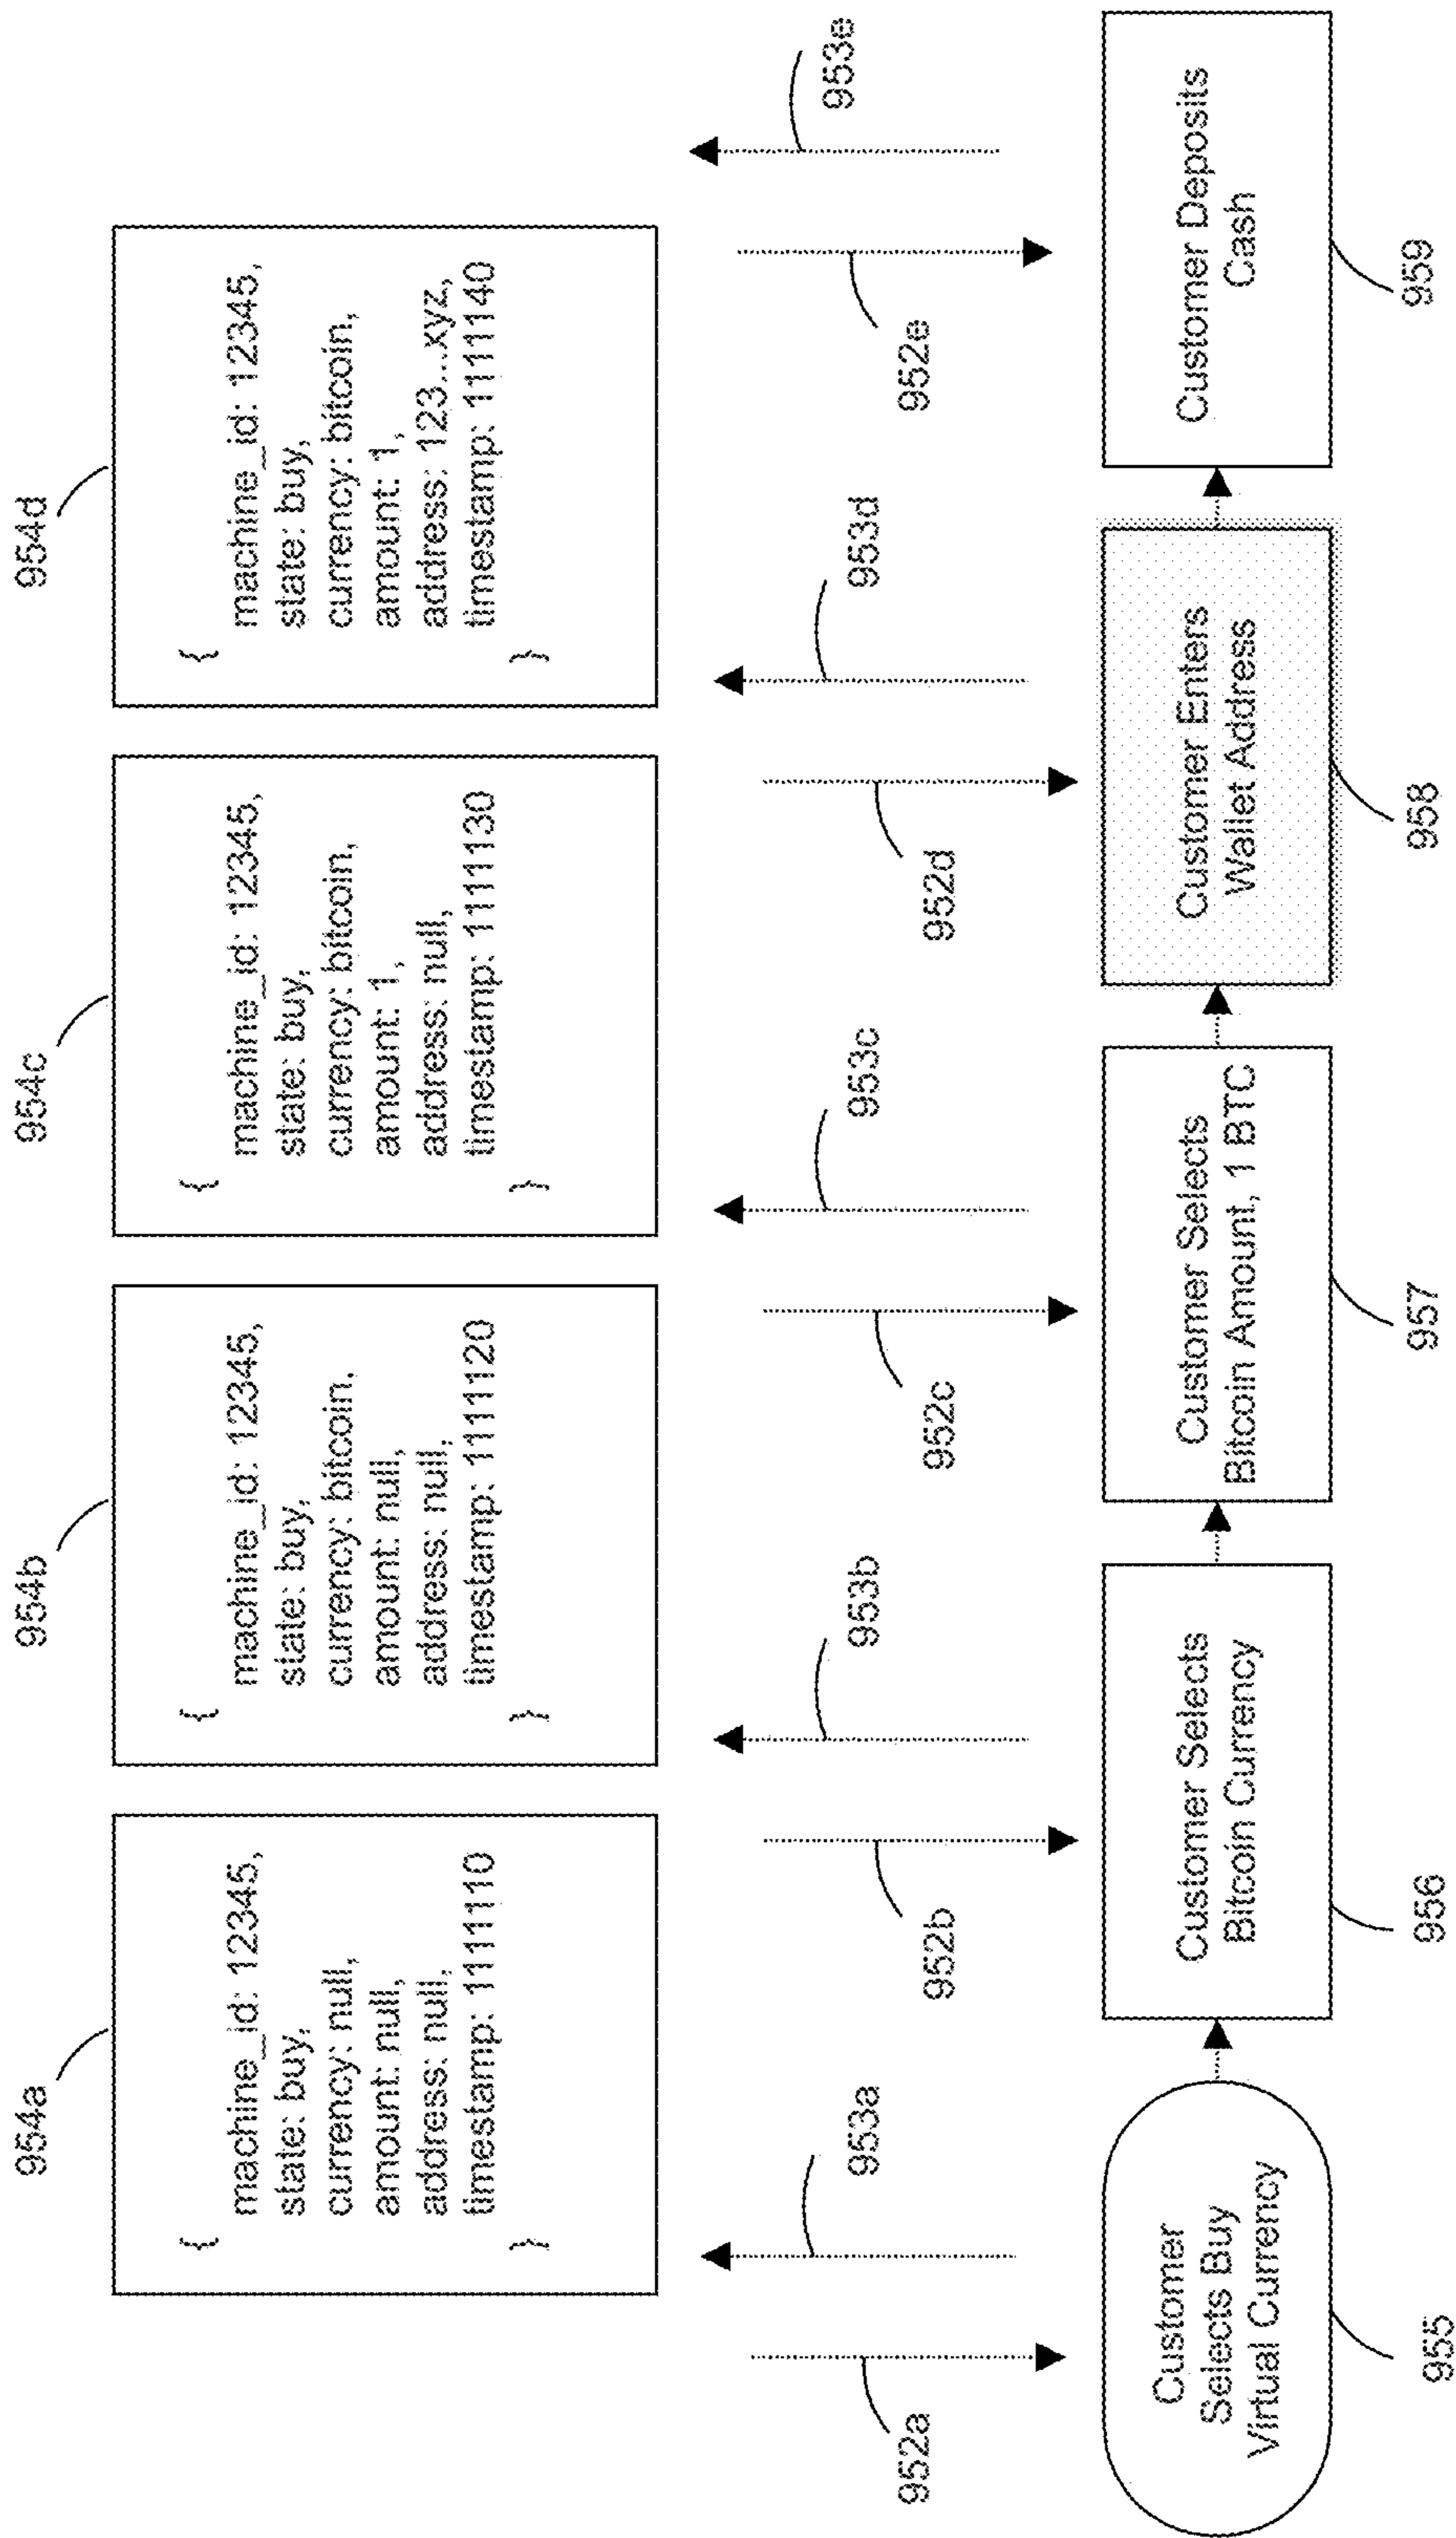 954a
954b
954c
954d
{
machine_id: 12345,
state: buy,
currency: null,
amount: null,
address: null,
timestamp: 1111110
}
{
machine_id: 12345,
state: buy,
currency: bitcoin,
amount: null,
address: null,
timestamp: 1111120
}
{
machine_id: 12345,
state: buy,
currency: bitcoin,
amount: 1,
address: null,
timestamp: 1111130
}
{
machine_id: 12345,
state: buy,
currency: bitcoin,
amount: 1,
address: 123...xyz,
timestamp: 1111140
}
952a
953a
952b
953b
952c
953c
952d
953d
952e
953e
Customer
Selects Buy
Virtual Currency
Customer Selects
Bitcoin Currency
Customer Selects
Bitcoin Amount, 1 BTC
Customer Enters
Wallet Address
Customer Deposits
Cash
955
956
957
958
959